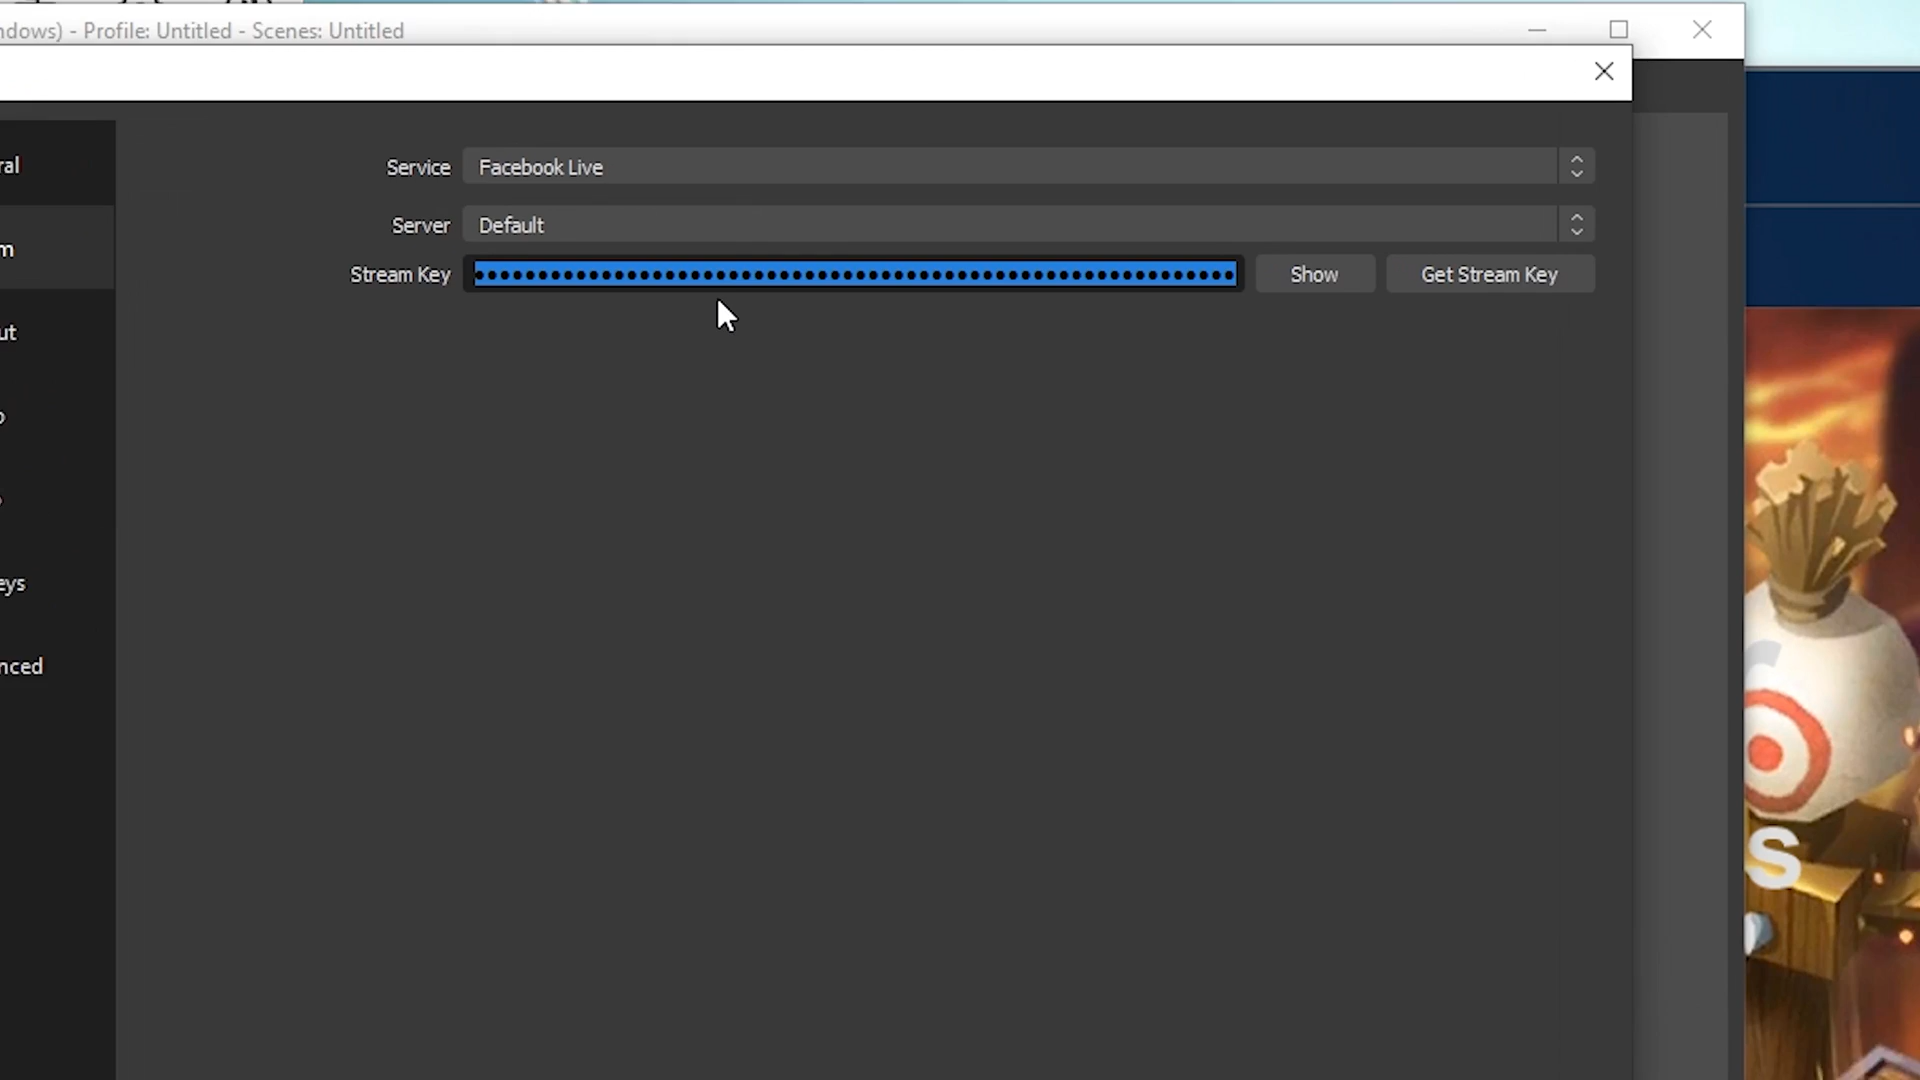 ndows) - Profile: Untitled - Scenes: Untitled
ral
m
ut
o
eys
nced
Service Facebook Live
Server Default
Stream Key Show Get Stream Key
s